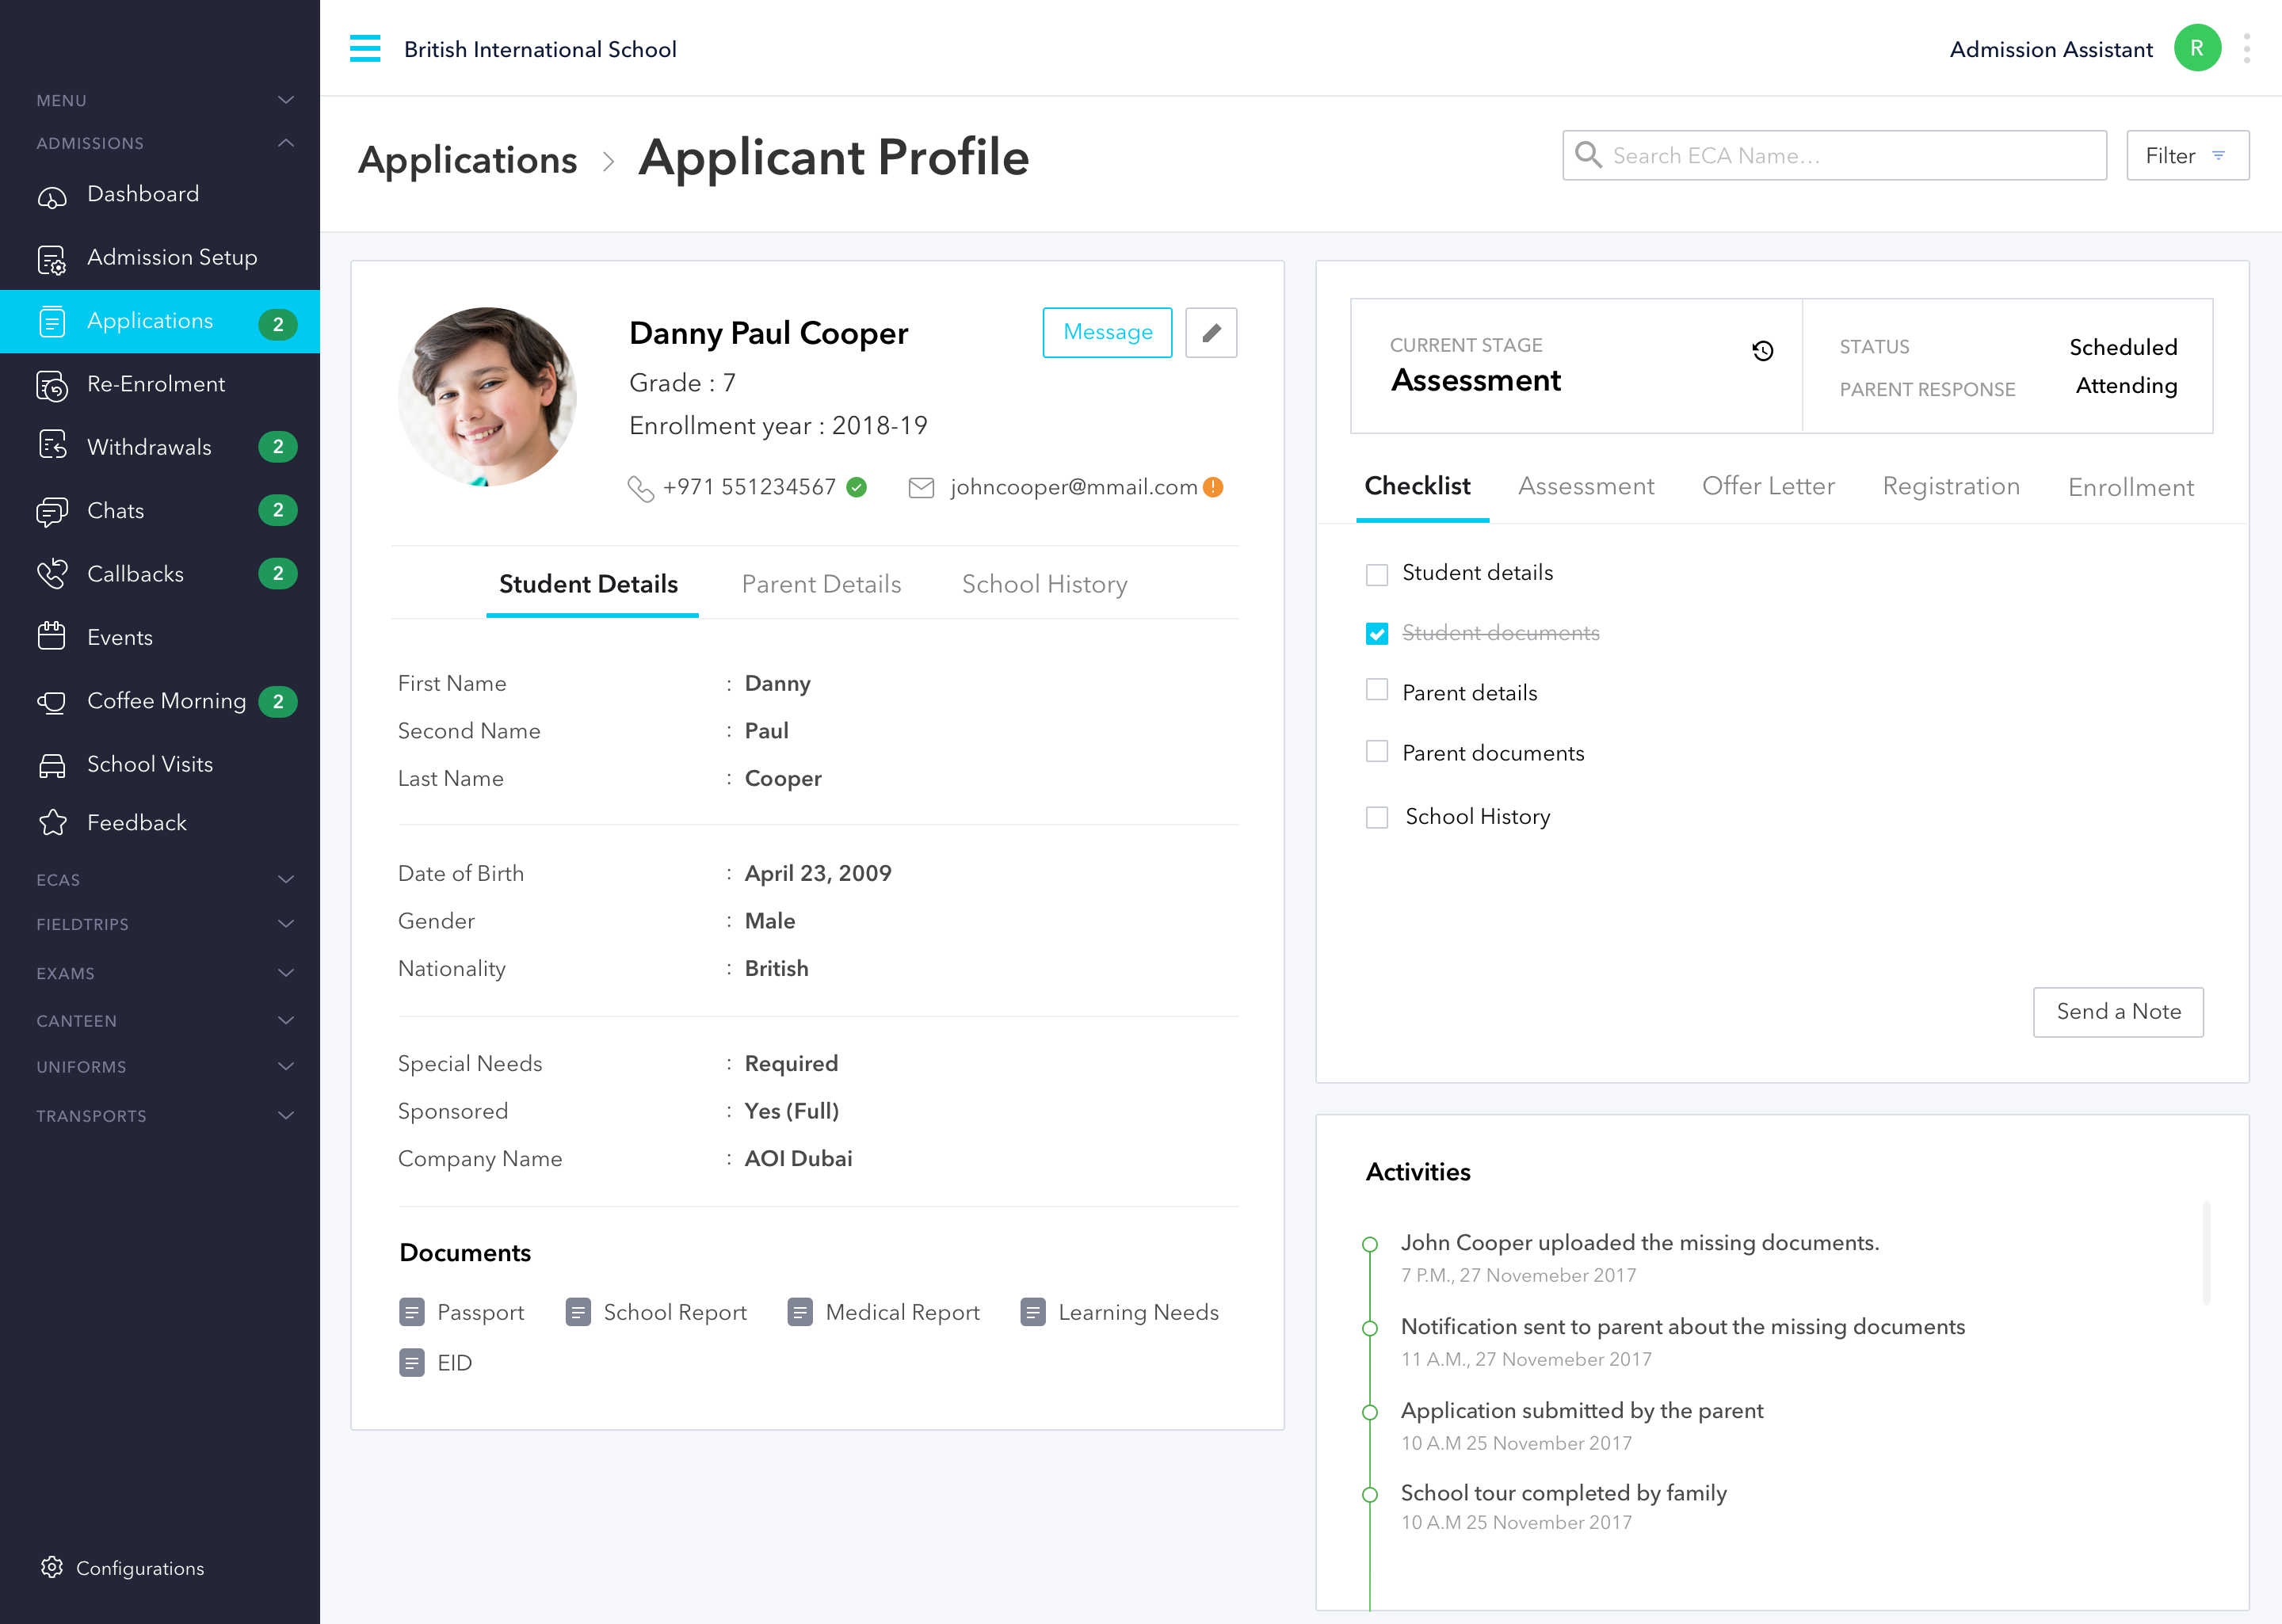 British International School
Admission Assistant
R
MENU
ADMISSIONS
Dashboard
Admission Setup
Applications 2
Re-Enrolment
Withdrawals 2
Chats 2
Callbacks 2
Events
Coffee Morning 2
School Visits
Feedback
ECAS
FIELDTRIPS
EXAMS
CANTEEN
UNIFORMS
TRANSPORTS
Configurations
Applications > Applicant Profile
Search ECA Name...
Filter
Danny Paul Cooper
Message
Grade : 7
Enrollment year : 2018-19
+971 551234567
johncooper@mmail.com
Student Details
Parent Details
School History
First Name : Danny
Second Name : Paul
Last Name : Cooper
Date of Birth : April 23, 2009
Gender : Male
Nationality : British
Special Needs : Required
Sponsored : Yes (Full)
Company Name : AOI Dubai
Documents
Passport
School Report
Medical Report
Learning Needs
EID
CURRENT STAGE
Assessment
STATUS Scheduled
PARENT RESPONSE Attending
Checklist
Assessment
Offer Letter
Registration
Enrollment
Student details
Student documents
Parent details
Parent documents
School History
Send a Note
Activities
John Cooper uploaded the missing documents.
7 P.M., 27 Novemeber 2017
Notification sent to parent about the missing documents
11 A.M., 27 Novemeber 2017
Application submitted by the parent
10 A.M 25 November 2017
School tour completed by family
10 A.M 25 November 2017